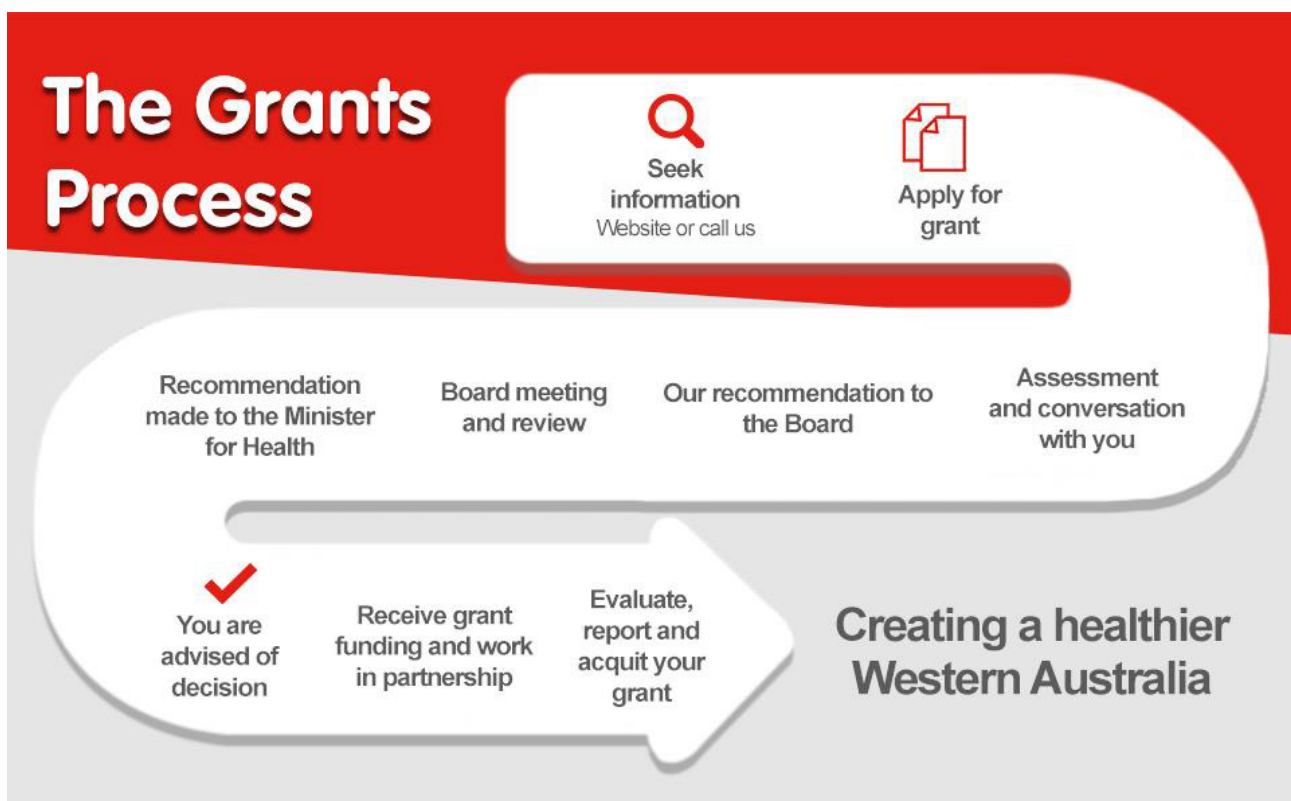 The Grants
Process
Seek
information
Website or call us
Apply for
grant
Assessment
and conversation
with you
Our recommendation to
the Board
Board meeting
and review
Recommendation
made to the Minister
for Health
You are
advised of
decision
Receive grant
funding and work
in partnership
Evaluate,
report and
acquit your
grant
Creating a healthier
Western Australia